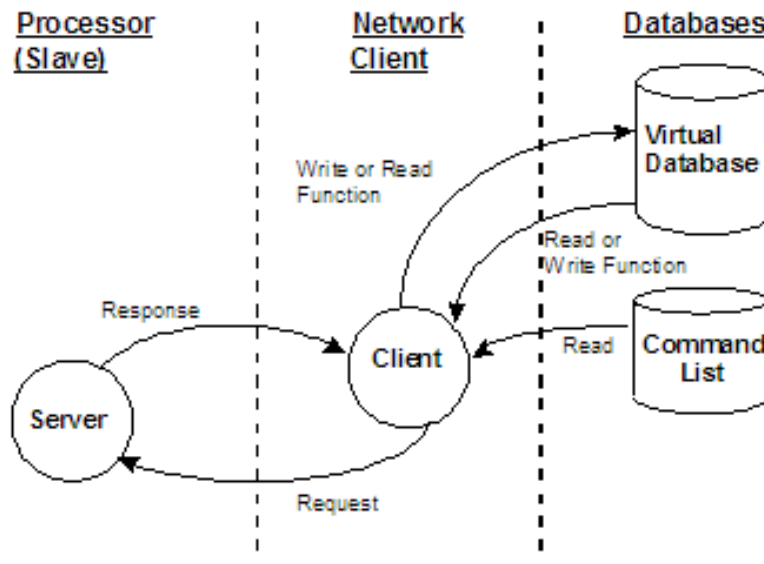 Processor
(Slave)
Network
Client
Databases
Virtual
Database
Write or Read
Function
Read or
Write Function
Response
Client
Read
Command
List
Server
Request